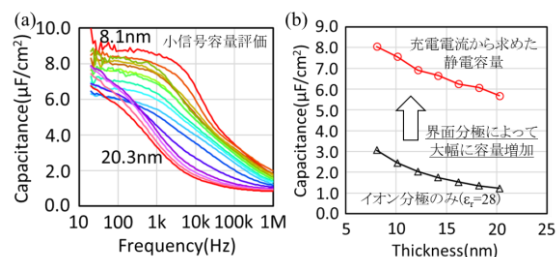 (a)
小信号容量評価
8.1nm
20.3nm
Capacitance(μF/cm²)
10.0
8.0
6.0
4.0
2.0
0.0
10
100
1k
10k
100k
1M
Frequency(Hz)
(b)
充電電流から求めた
静電容量
界面分極によって
大幅に容量増加
イオン分極のみ(εr=28)
Capacitance(μF/cm²)
9.0
8.0
7.0
6.0
5.0
4.0
3.0
2.0
1.0
0.0
5
10
15
20
25
Thickness(nm)